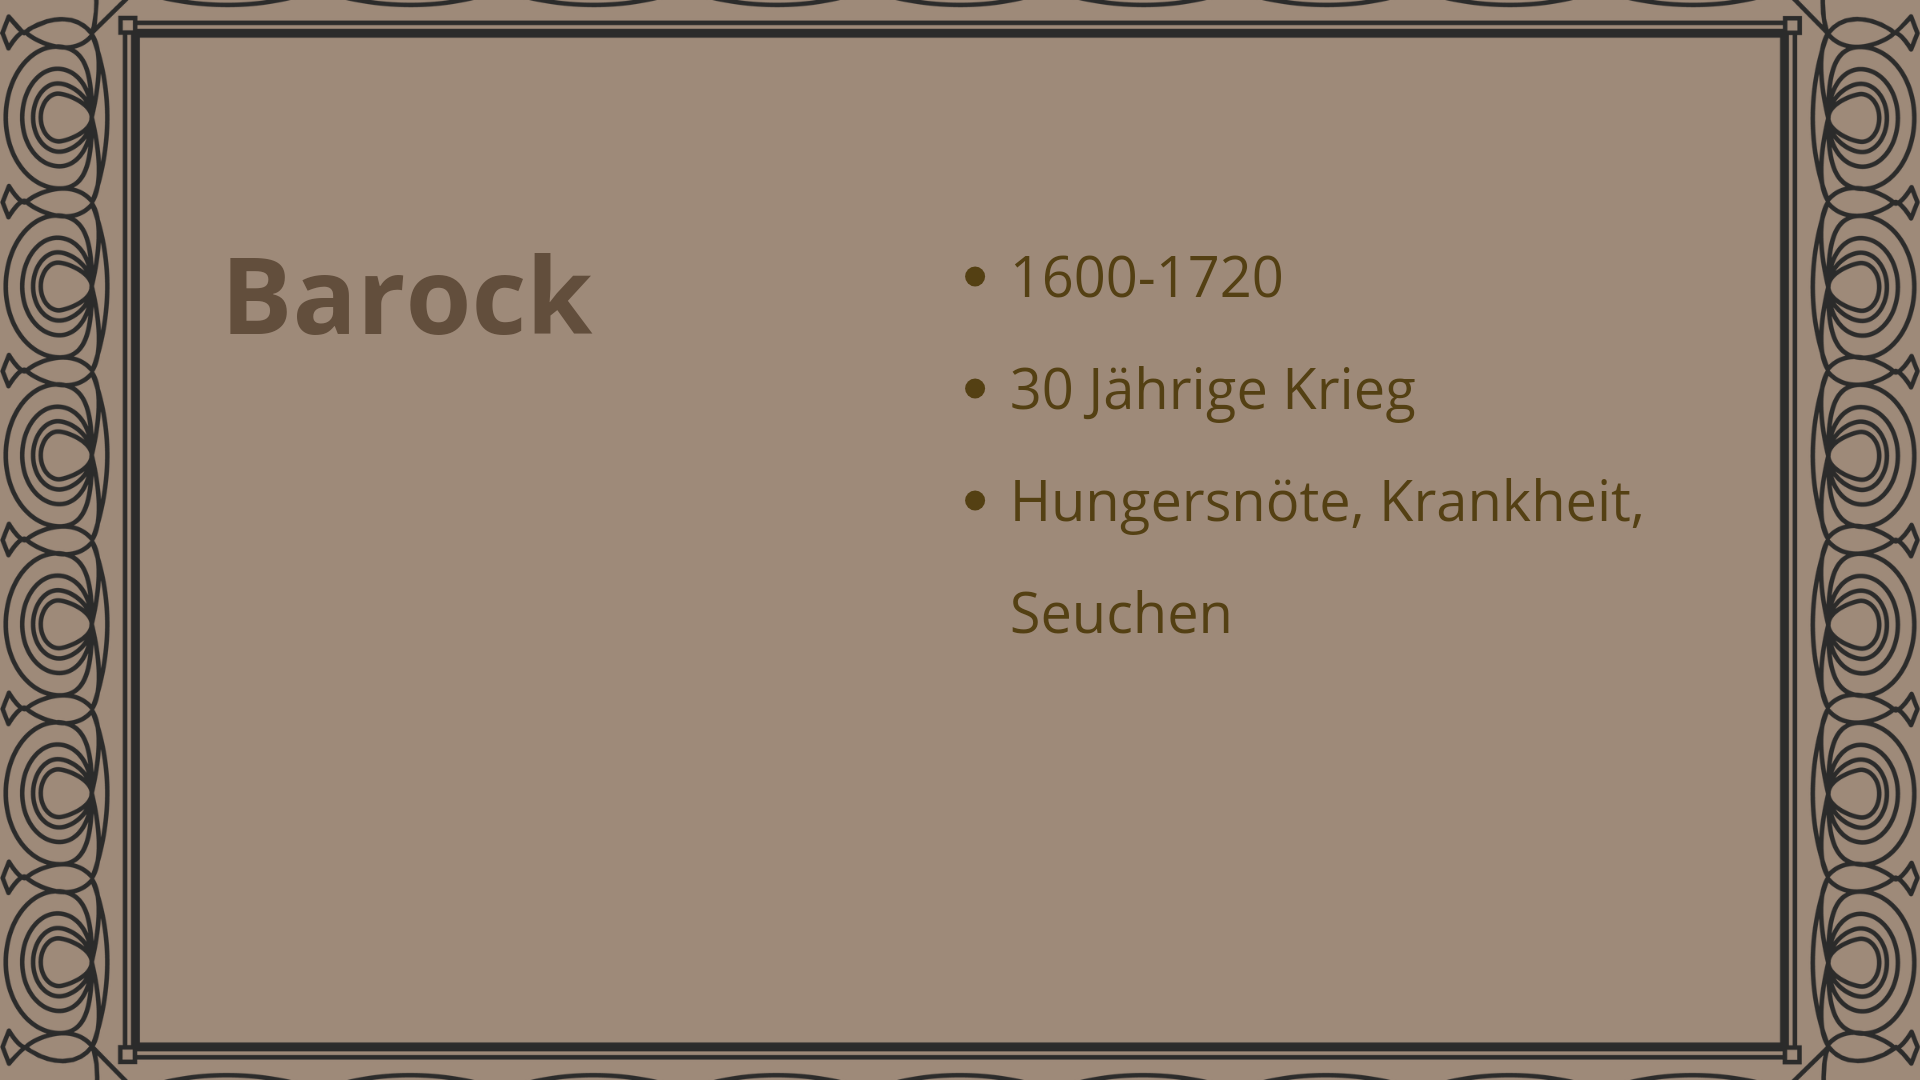 Barock
• 1600-1720
• 30 Jährige Krieg
• Hungersnöte, Krankheit,
Seuchen